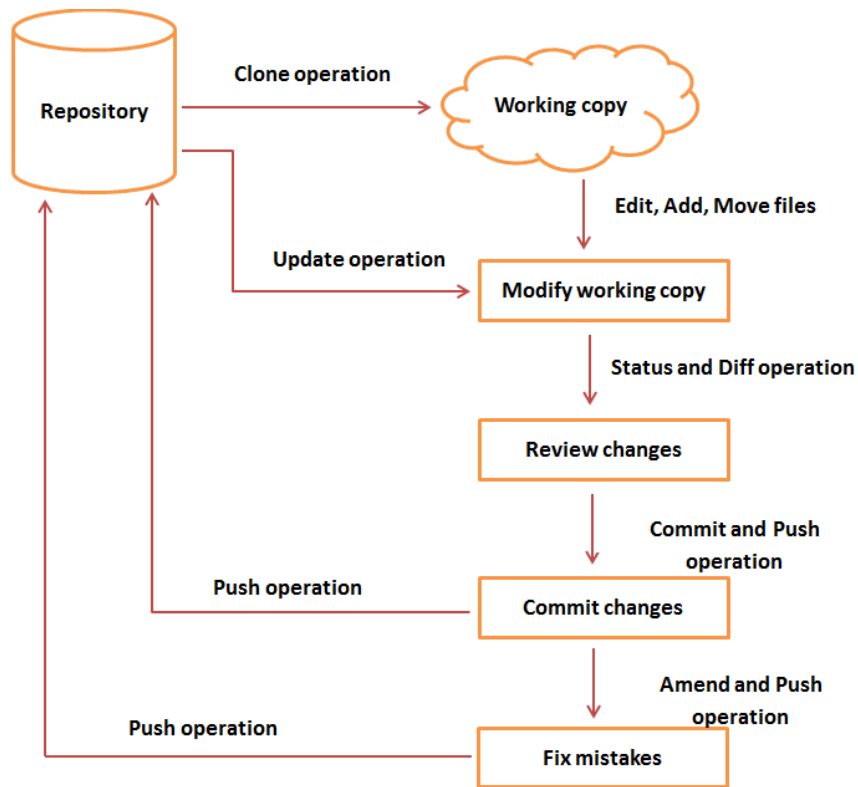 Clone operation
Repository
Working copy
Edit, Add, Move files
Update operation
Modify working copy
Status and Diff operation
Review changes
Commit and Push
operation
Push operation
Commit changes
Amend and Push
operation
Push operation
Fix mistakes